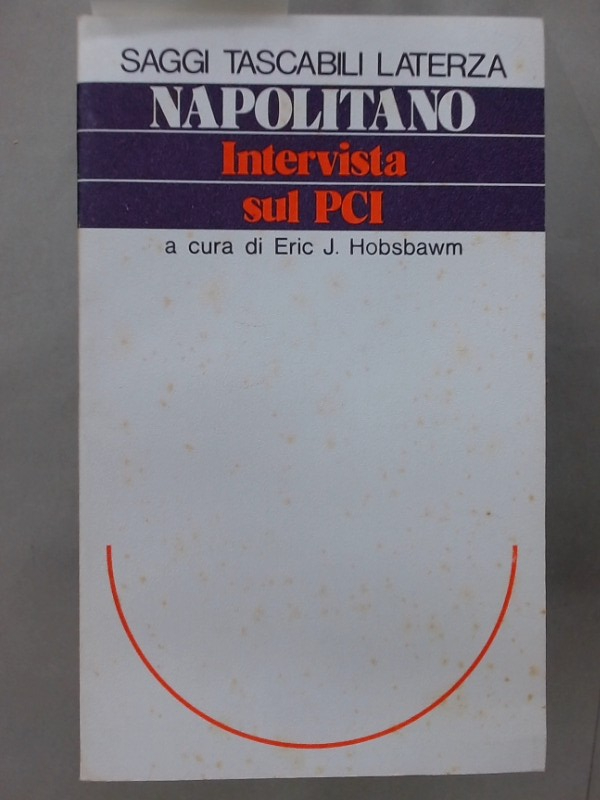 SAGGI TASCABILI LATERZA
NAPOLITANO
Intervista
sul PCI
a cura di Eric J. Hobsbawm